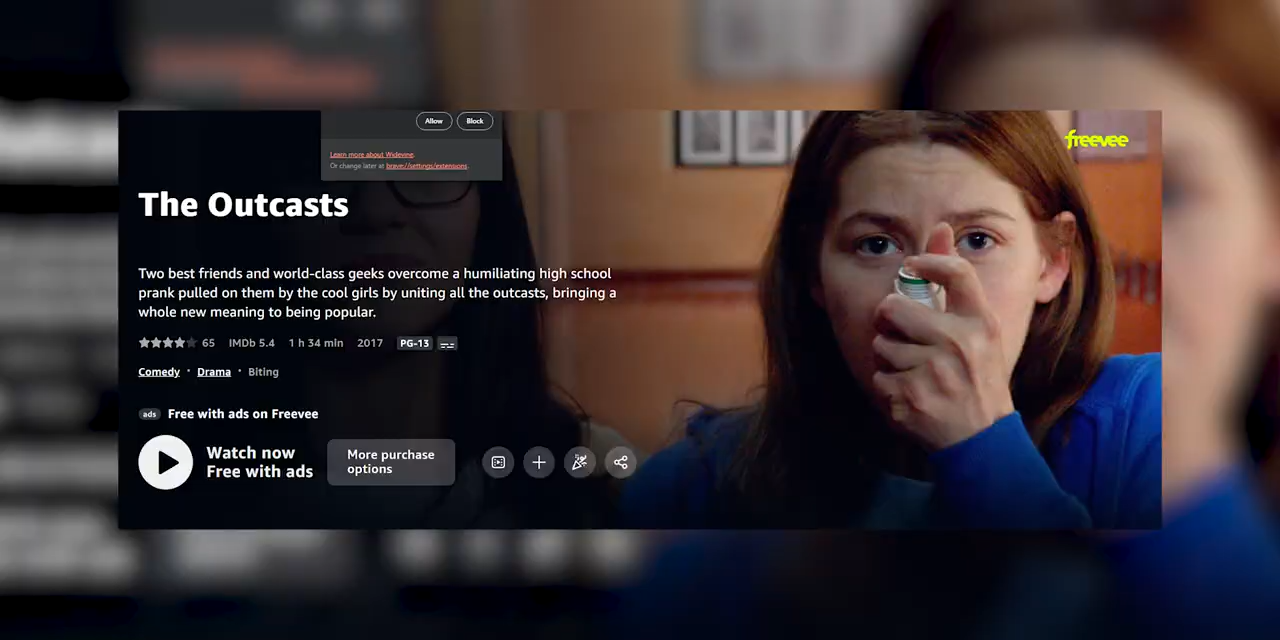 Allow Block
Learn more about Widevine.
Or change later at brave://settings/extensions.
freevee
The Outcasts
Two best friends and world-class geeks overcome a humiliating high school
prank pulled on them by the cool girls by uniting all the outcasts, bringing a
whole new meaning to being popular.
65 IMDb 5.4 1 h 34 min 2017 PG-13
Comedy • Drama • Biting
ads Free with ads on Freevee
Watch now
Free with ads
More purchase
options